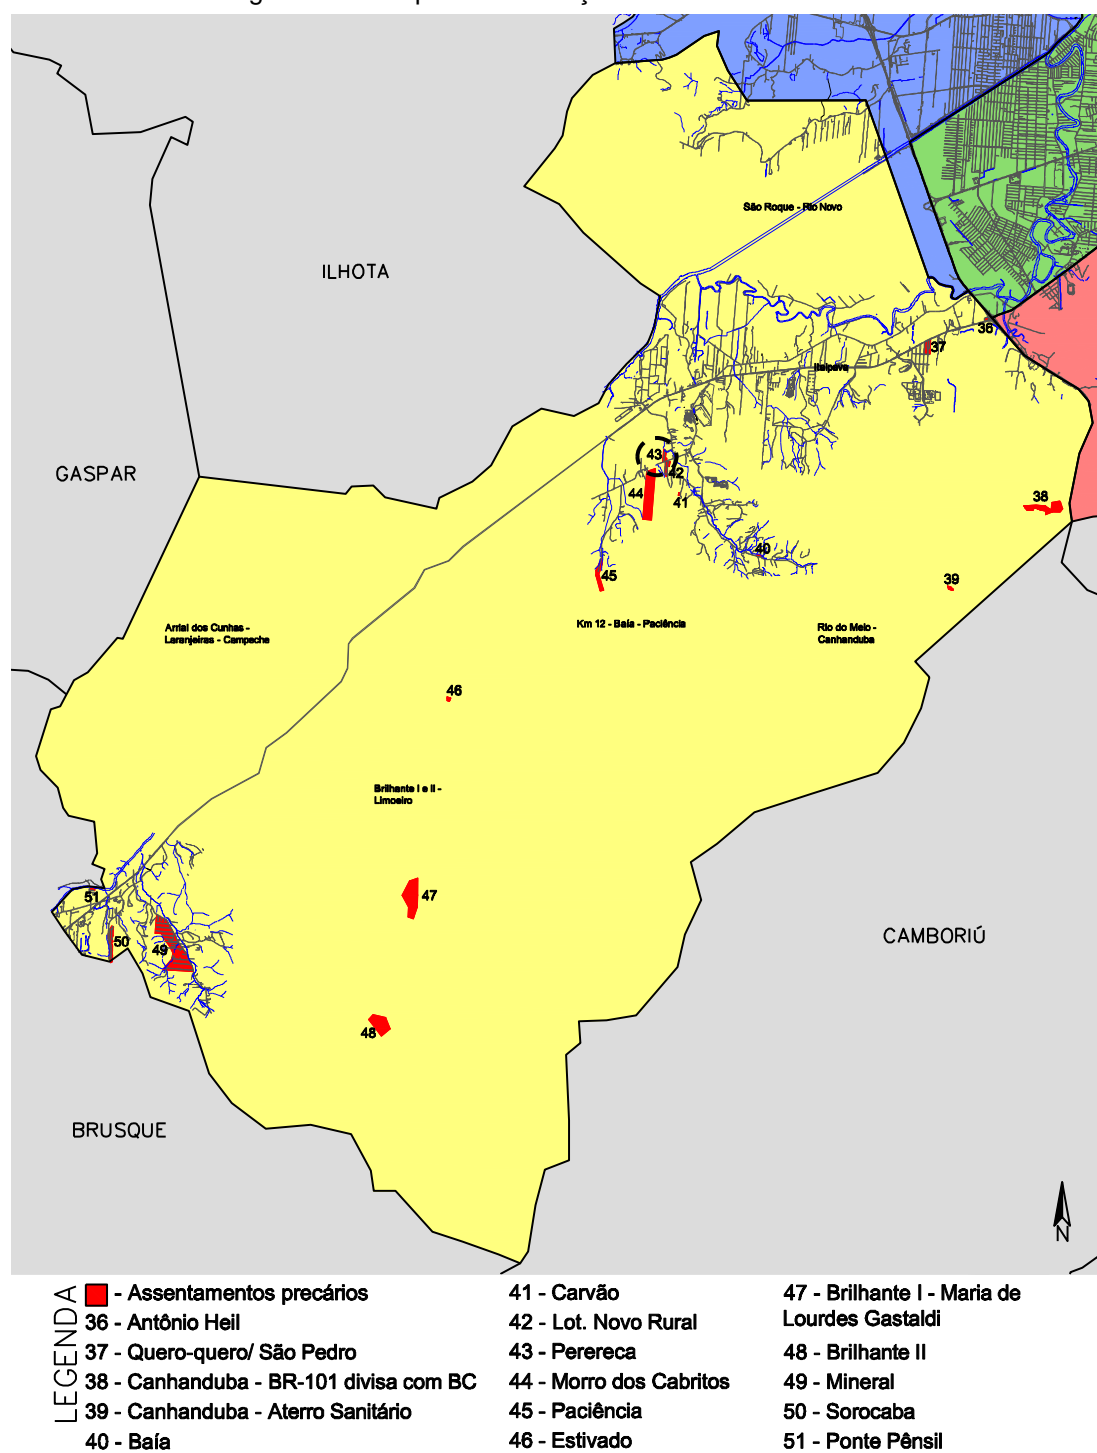 São Roque - Rio Novo
ILHOTA
36
37
Itaipava
GASPAR
43
42
44
41
38
40
45
39
Arrial dos Cunhas -
Laranjeiras - Campeche
Km 12 - Baía - Paciência
Rio do Meio -
Canhanduba
46
Brilhante I e II -
Limoeiro
47
51
50
49
CAMBORIÚ
48
BRUSQUE
N
LEGENDA
- Assentamentos precários
36 - Antônio Heil
37 - Quero-quero/ São Pedro
38 - Canhanduba - BR-101 divisa com BC
39 - Canhanduba - Aterro Sanitário
40 - Baía
41 - Carvão
42 - Lot. Novo Rural
43 - Perereca
44 - Morro dos Cabritos
45 - Paciência
46 - Estivado
47 - Brilhante I - Maria de
Lourdes Gastaldi
48 - Brilhante II
49 - Mineral
50 - Sorocaba
51 - Ponte Pênsil